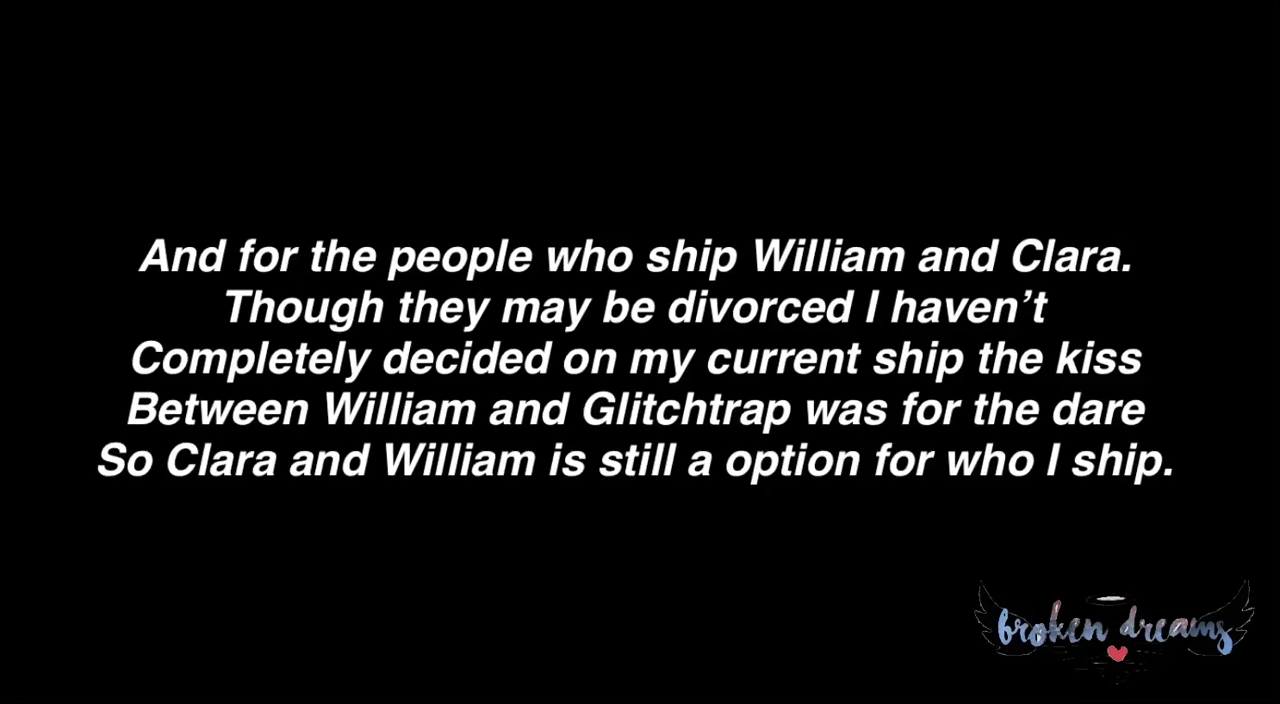 And for the people who ship William and Clara.
Though they may be divorced I haven’t
Completely decided on my current ship the kiss
Between William and Glitchtrap was for the dare
So Clara and William is still a option for who I ship.
broken dreams